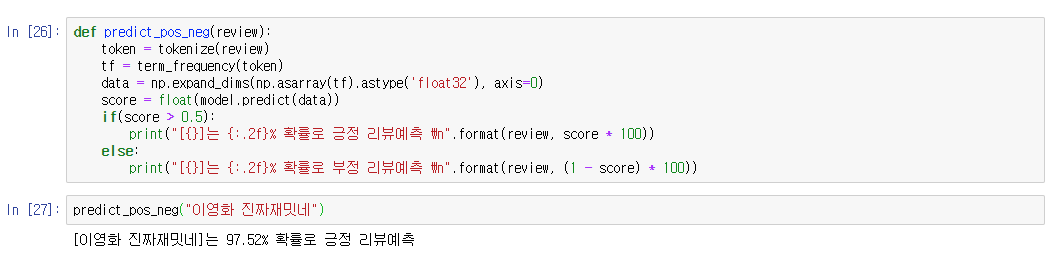 In [26]: def predict_pos_neg(review):
    token = tokenize(review)
    tf = term_frequency(token)
    data = np.expand_dims(np.asarray(tf).astype('float32'), axis=0)
    score = float(model.predict(data))
    if(score > 0.5):
        print("[{}]는 {:.2f}% 확률로 긍정 리뷰예측 ₩n".format(review, score * 100))
    else:
        print("[{}]는 {:.2f}% 확률로 부정 리뷰예측 ₩n".format(review, (1 - score) * 100))
In [27]: predict_pos_neg("이영화 진짜재밋네")
[이영화 진짜재밋네]는 97.52% 확률로 긍정 리뷰예측